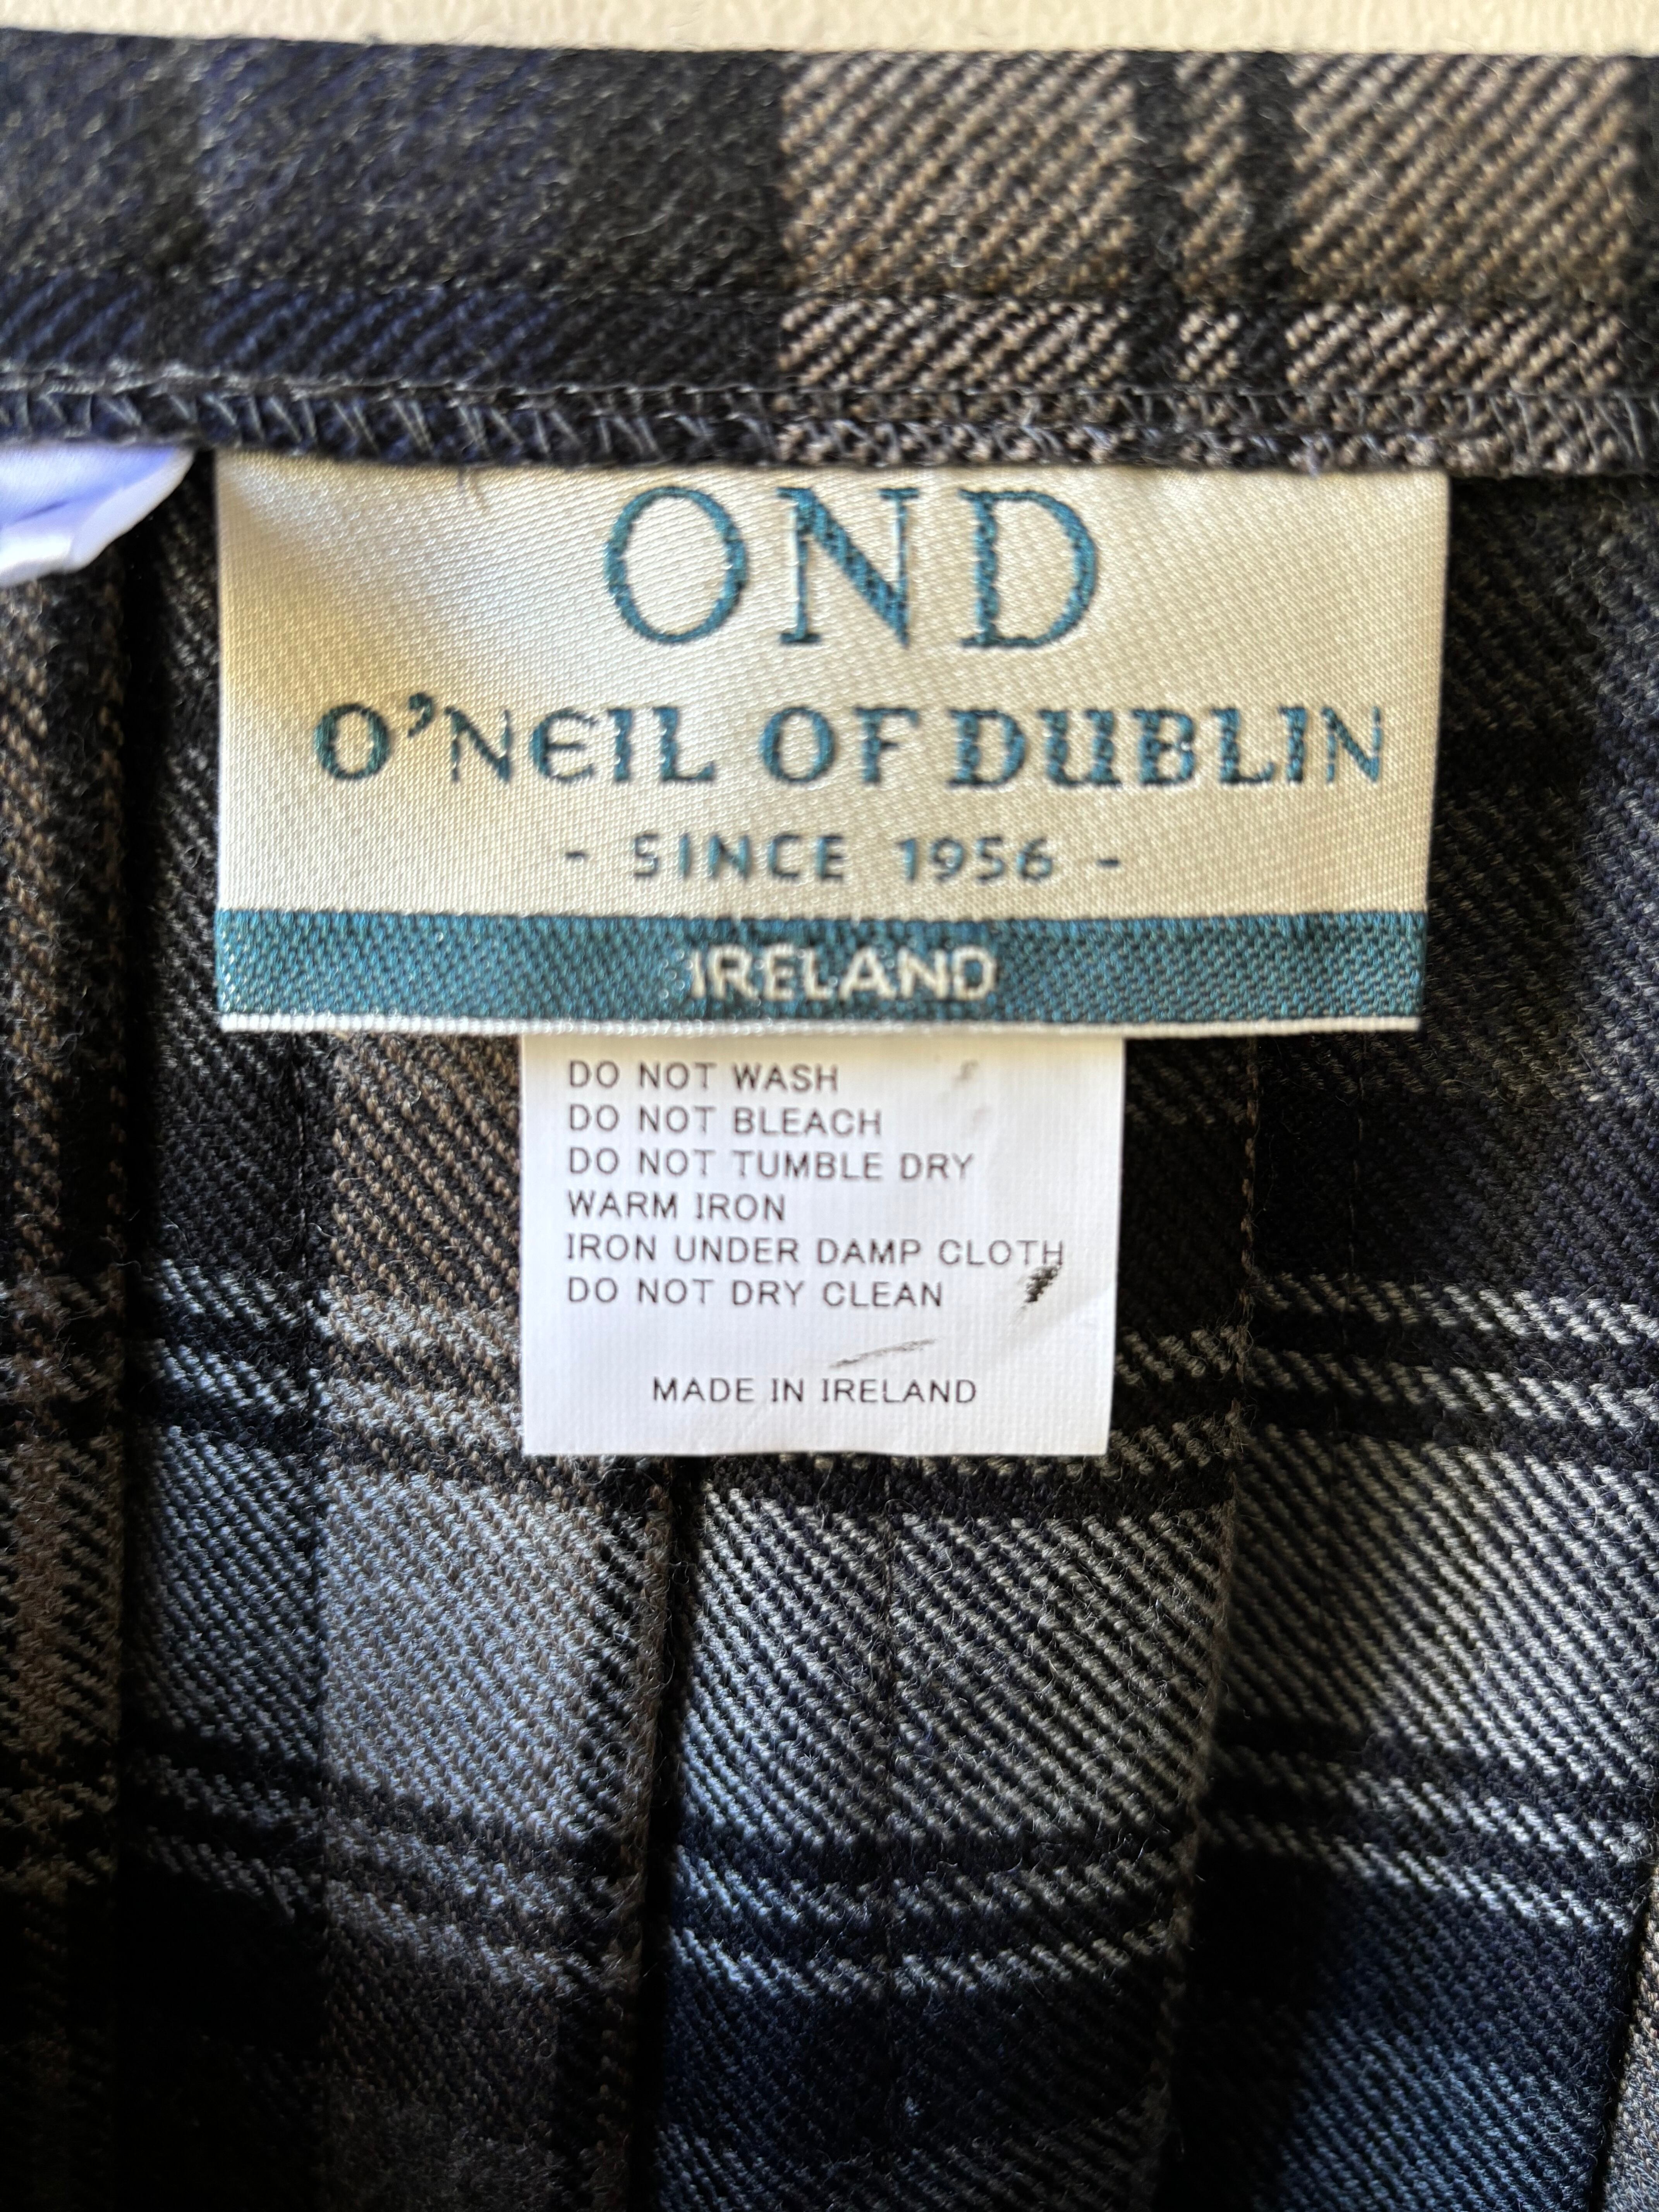 OND
O'NEIL OF DUBLIN
- SINCE 1956 -
IRELAND
DO NOT WASH
DO NOT BLEACH
DO NOT TUMBLE DRY
WARM IRON
IRON UNDER DAMP CLOTH
DO NOT DRY CLEAN
MADE IN IRELAND